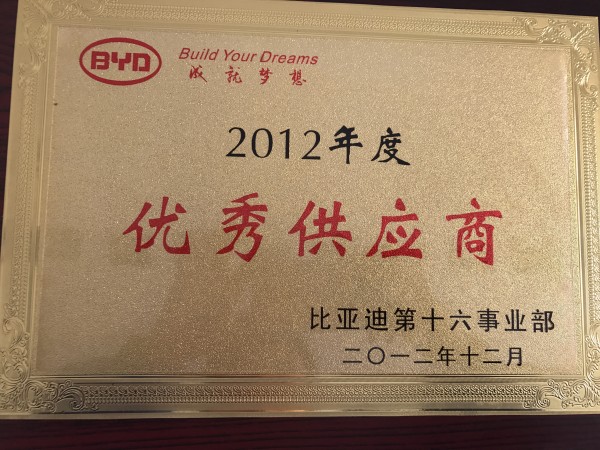 BYD
Build Your Dreams
成就梦想
2012年度
优秀供应商
比亚迪第十六事业部
二〇一二年十二月